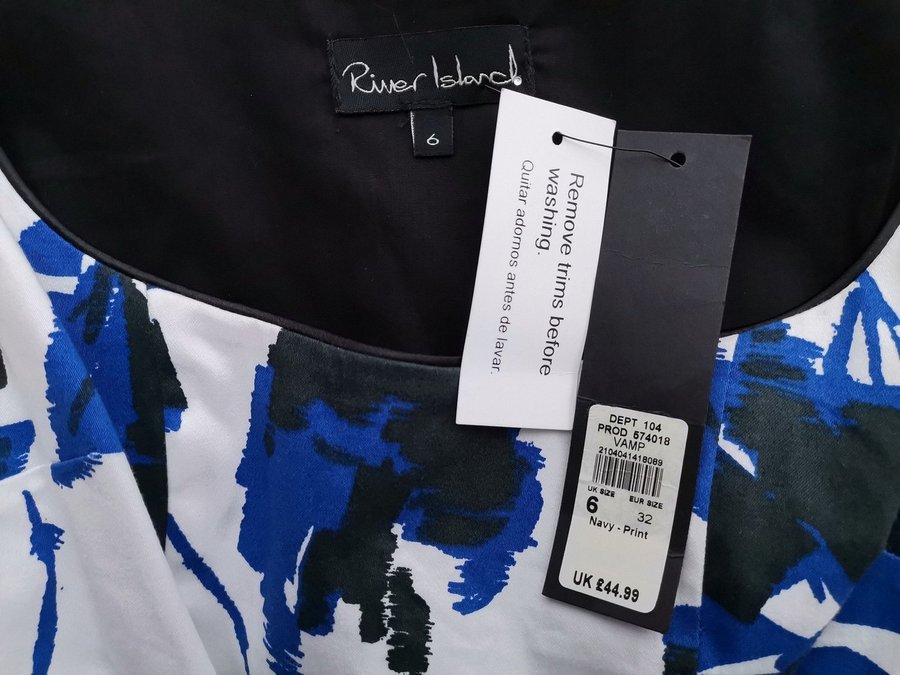 River Island
6
Remove trims before
washing.
Quitar adornos antes de lavar.
DEPT 104
PROD 574018
VAMP
2104041418089
UK SIZE EUR SIZE
6 32
Navy - Print
UK £44.99